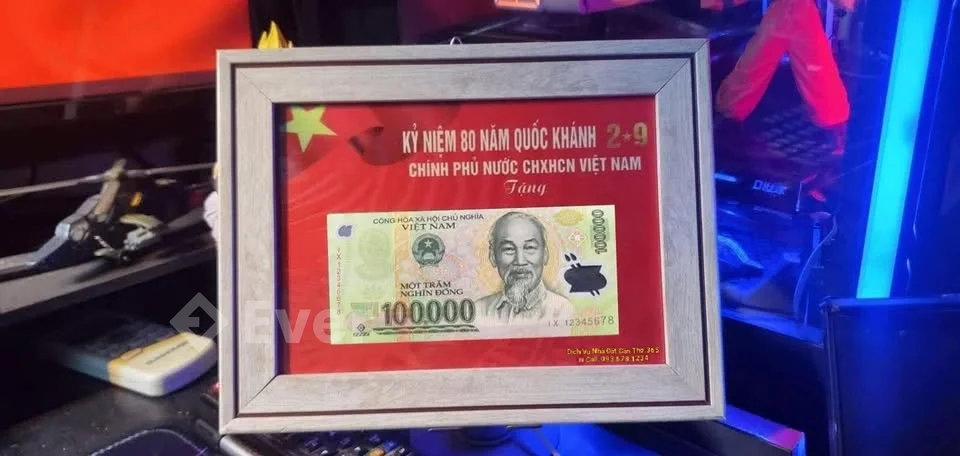 KỶ NIỆM 80 NĂM QUỐC KHÁNH 2★9
CHÍNH PHỦ NƯỚC CHXHCN VIỆT NAM
Tặng
CỘNG HÒA XÃ HỘI CHỦ NGHĨA
VIỆT NAM
100000
MỘT TRĂM
NGHÌN ĐỒNG
100000
IX 12345678